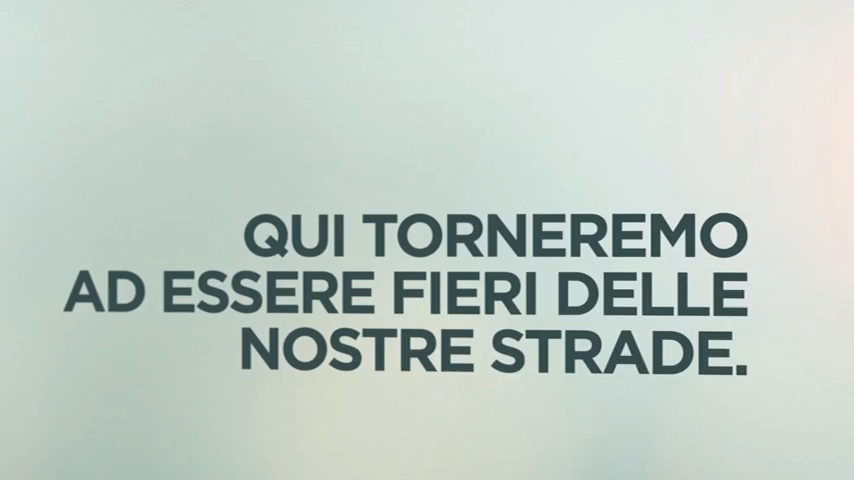 QUI TORNEREMO
AD ESSERE FIERI DELLE
NOSTRE STRADE.